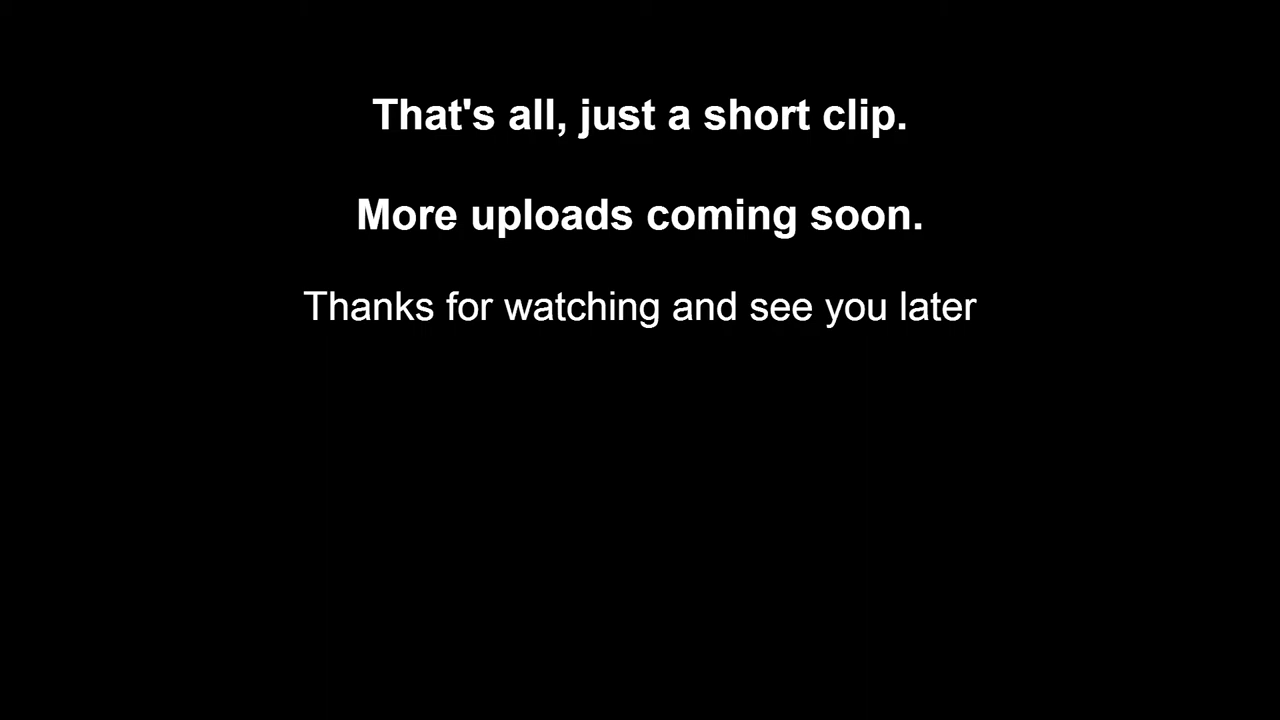 That's all, just a short clip.
More uploads coming soon.
Thanks for watching and see you later